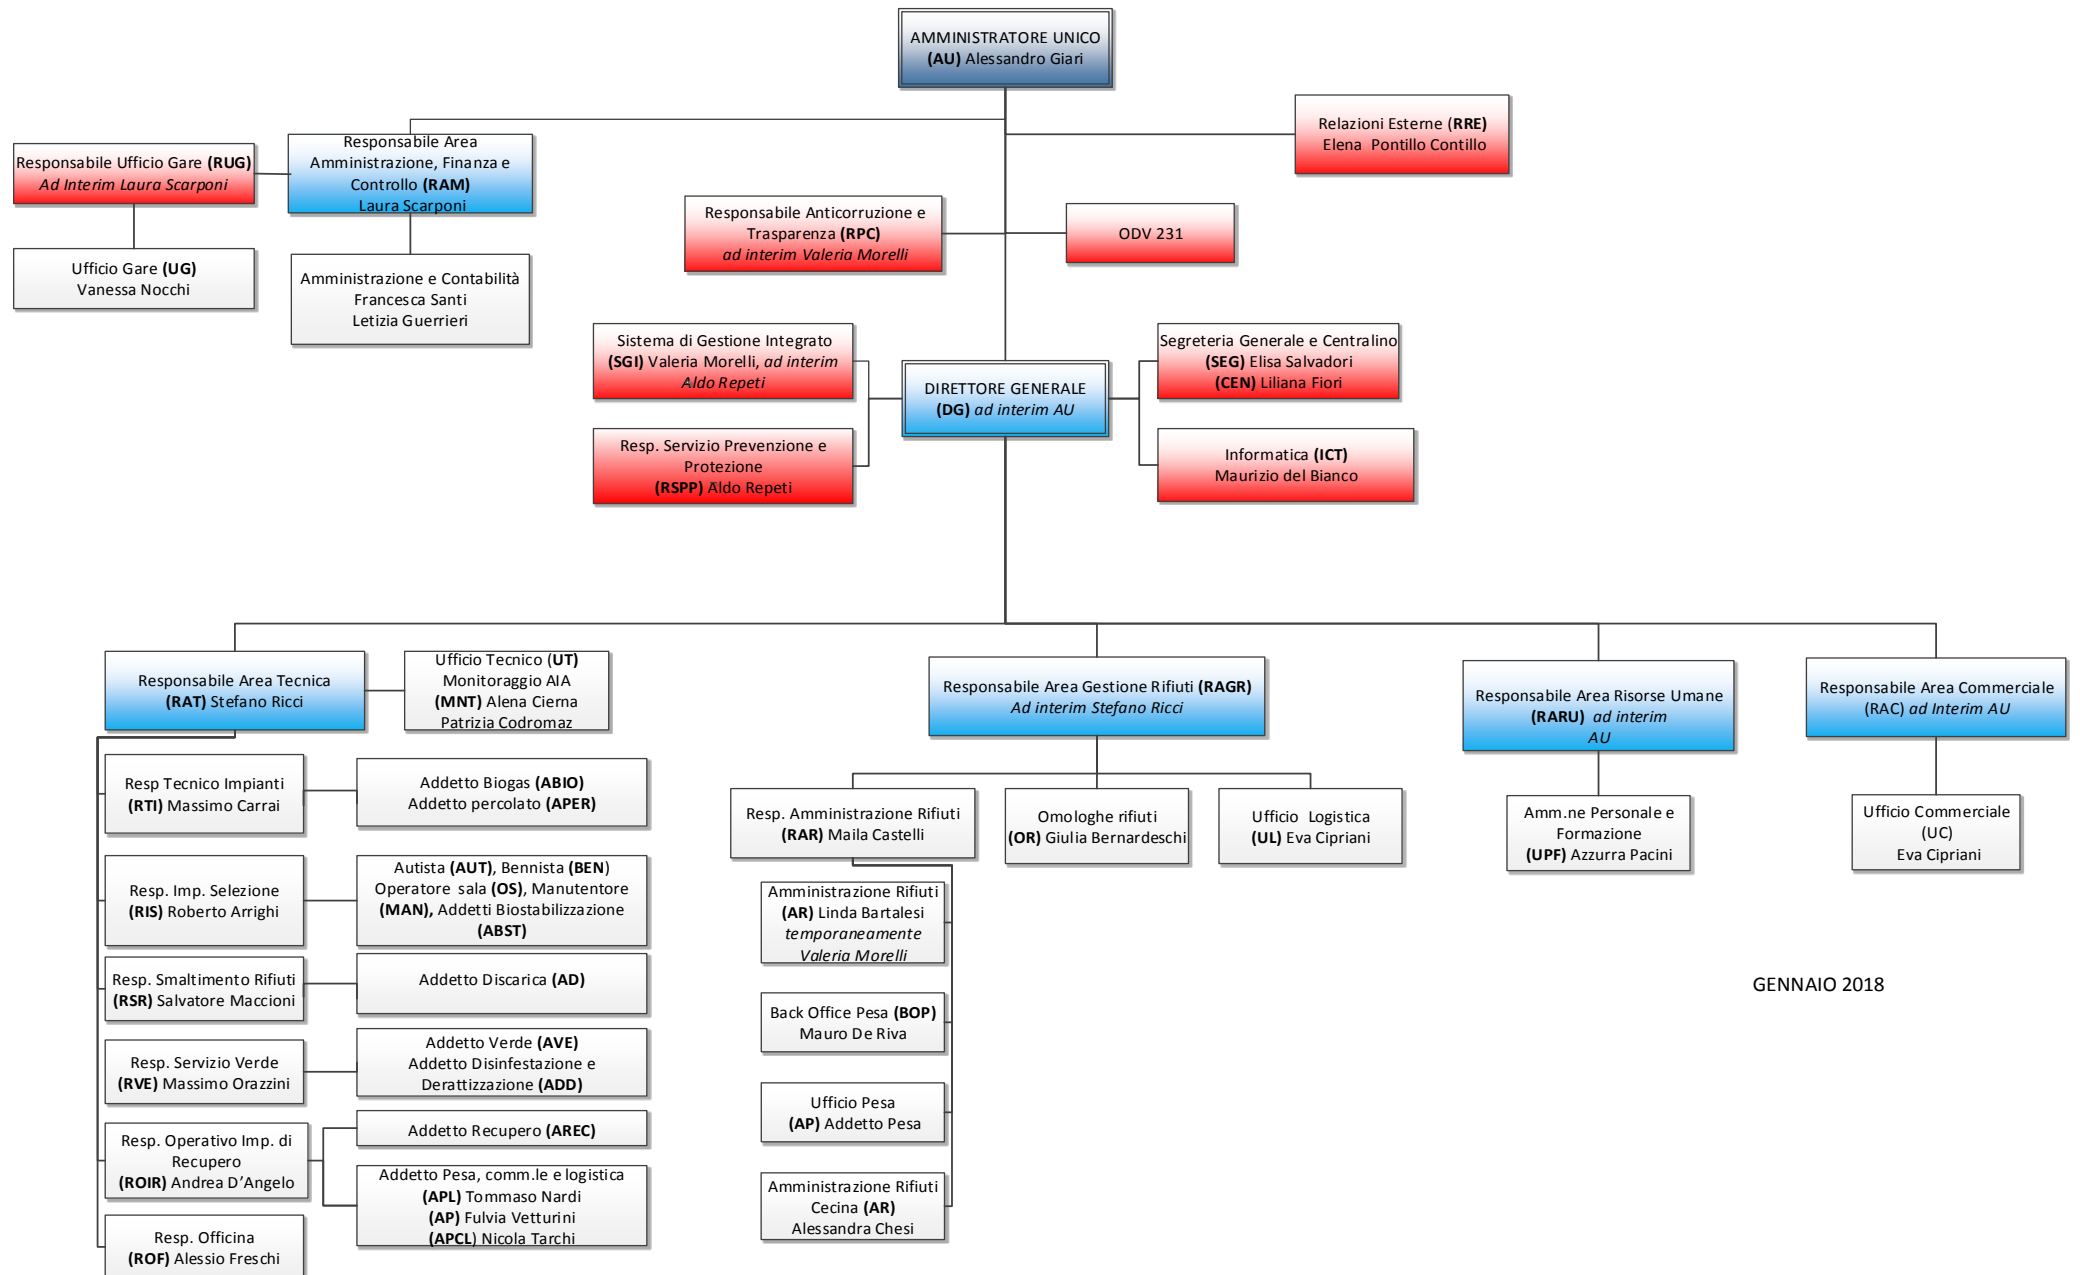 AMMINISTRATORE UNICO
(AU) Alessandro Giari
Relazioni Esterne (RRE)
Elena Pontillo Contillo
Responsabile Ufficio Gare (RUG)
Ad Interim Laura Scarponi
Responsabile Area
Amministrazione, Finanza e
Controllo (RAM)
Laura Scarponi
Responsabile Anticorruzione e
Trasparenza (RPC)
ad interim Valeria Morelli
ODV 231
Ufficio Gare (UG)
Vanessa Nocchi
Amministrazione e Contabilità
Francesca Santi
Letizia Guerrieri
Sistema di Gestione Integrato
(SGI) Valeria Morelli, ad interim
Aldo Repeti
Segreteria Generale e Centralino
(SEG) Elisa Salvadori
(CEN) Liliana Fiori
DIRETTORE GENERALE
(DG) ad interim AU
Resp. Servizio Prevenzione e
Protezione
(RSPP) Aldo Repeti
Informatica (ICT)
Maurizio del Bianco
Responsabile Area Tecnica
(RAT) Stefano Ricci
Ufficio Tecnico (UT)
Monitoraggio AIA
(MNT) Alena Cierna
Patrizia Codromaz
Responsabile Area Gestione Rifiuti (RAGR)
Ad interim Stefano Ricci
Responsabile Area Risorse Umane
(RARU) ad interim
AU
Responsabile Area Commerciale
(RAC) ad Interim AU
Resp Tecnico Impianti
(RTI) Massimo Carrai
Addetto Biogas (ABIO)
Addetto percolato (APER)
Resp. Amministrazione Rifiuti
(RAR) Maila Castelli
Omologhe rifiuti
(OR) Giulia Bernardeschi
Ufficio Logistica
(UL) Eva Cipriani
Amm.ne Personale e
Formazione
(UPF) Azzurra Pacini
Ufficio Commerciale
(UC)
Eva Cipriani
Resp. Imp. Selezione
(RIS) Roberto Arrighi
Autista (AUT), Bennista (BEN)
Operatore sala (OS), Manutentore
(MAN), Addetti Biostabilizzazione
(ABST)
Amministrazione Rifiuti
(AR) Linda Bartalesi
temporaneamente
Valeria Morelli
Resp. Smaltimento Rifiuti
(RSR) Salvatore Maccioni
Addetto Discarica (AD)
GENNAIO 2018
Back Office Pesa (BOP)
Mauro De Riva
Resp. Servizio Verde
(RVE) Massimo Orazzini
Addetto Verde (AVE)
Addetto Disinfestazione e
Derattizzazione (ADD)
Ufficio Pesa
(AP) Addetto Pesa
Resp. Operativo Imp. di
Recupero
(ROIR) Andrea D'Angelo
Addetto Recupero (AREC)
Addetto Pesa, comm.le e logistica
(APL) Tommaso Nardi
(AP) Fulvia Vetturini
(APCL) Nicola Tarchi
Amministrazione Rifiuti
Cecina (AR)
Alessandra Chesi
Resp. Officina
(ROF) Alessio Freschi